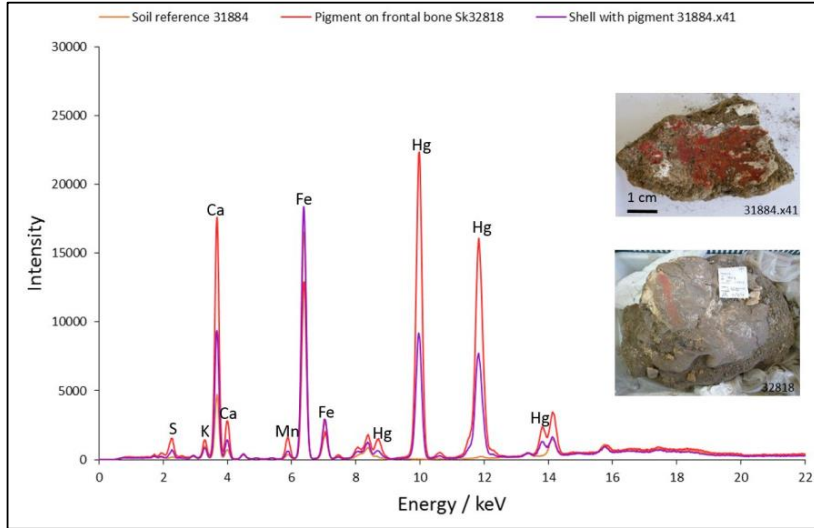 Soil reference 31884
Pigment on frontal bone Sk32818
Shell with pigment 31884.x41
30000
25000
20000
15000
10000
5000
0
Intensity
S
K
Ca
Ca
Mn
Fe
Fe
Hg
Hg
Hg
Hg
0 2 4 6 8 10 12 14 16 18 20 22
Energy / keV
1 cm
31884.x41
32818